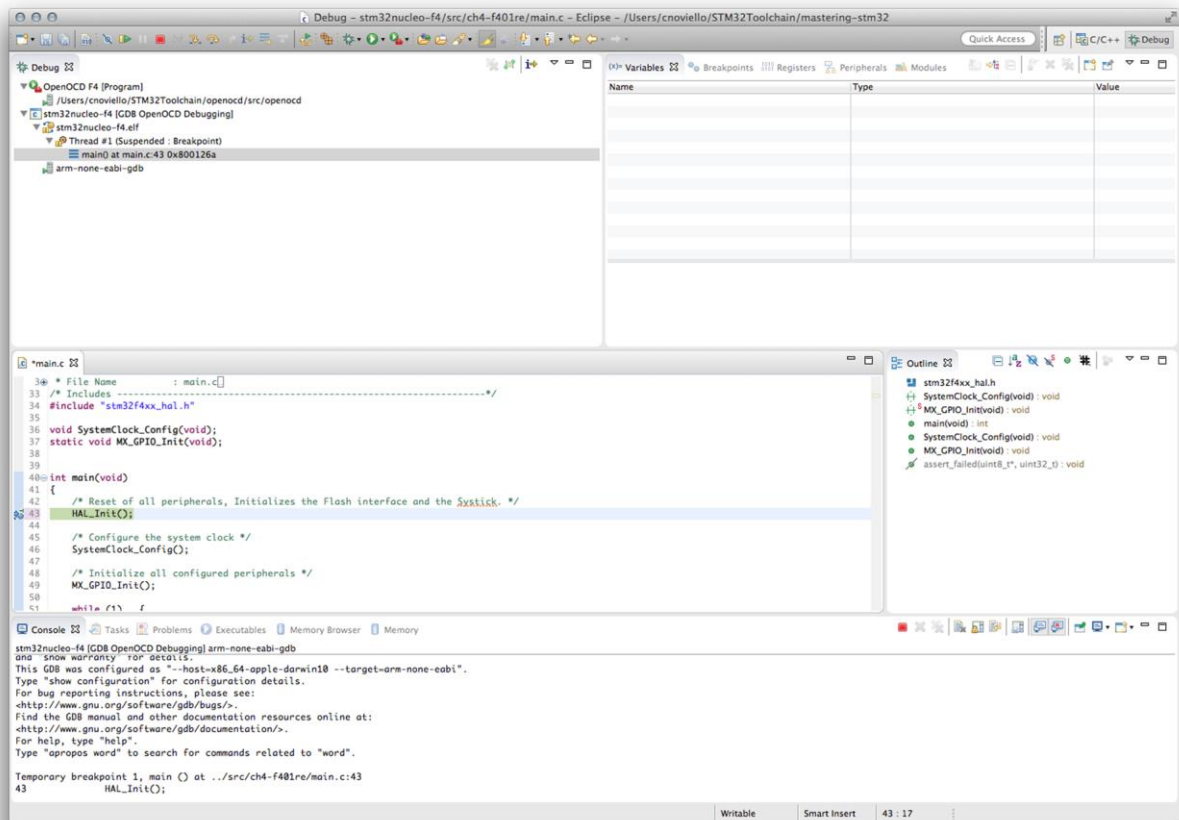 Debug - stm32nucleo-f4/src/ch4-f401re/main.c - Eclipse - /Users/cnoviello/STM32Toolchain/mastering-stm32
Quick Access
C/C++
Debug
Debug
OpenOCD F4 [Program]
/Users/cnoviello/STM32Toolchain/openocd/src/openocd
stm32nucleo-f4 [GDB OpenOCD Debugging]
stm32nucleo-f4.elf
Thread #1 (Suspended : Breakpoint)
main() at main.c:43 0x800126a
arm-none-eabi-gdb
(x)= Variables
Breakpoints
Registers
Peripherals
Modules
Name Type Value
*main.c
3 * File Name : main.c
33 /* Includes ------------------------------------------------------------------*/
34 #include "stm32f4xx_hal.h"
35
36 void SystemClock_Config(void);
37 static void MX_GPIO_Init(void);
38
39
40 int main(void)
41 {
42 /* Reset of all peripherals, Initializes the Flash interface and the Systick. */
43 HAL_Init();
44
45 /* Configure the system clock */
46 SystemClock_Config();
47
48 /* Initialize all configured peripherals */
49 MX_GPIO_Init();
50
51 while (1) {
Outline
stm32f4xx_hal.h
SystemClock_Config(void) : void
S MX_GPIO_Init(void) : void
main(void) : int
SystemClock_Config(void) : void
MX_GPIO_Init(void) : void
assert_failed(uint8_t*, uint32_t) : void
Console
Tasks
Problems
Executables
Memory Browser
Memory
stm32nucleo-f4 [GDB OpenOCD Debugging] arm-none-eabi-gdb
and "show warranty" for details.
This GDB was configured as "--host=x86_64-apple-darwin10 --target=arm-none-eabi".
Type "show configuration" for configuration details.
For bug reporting instructions, please see:
<http://www.gnu.org/software/gdb/bugs/>.
Find the GDB manual and other documentation resources online at:
<http://www.gnu.org/software/gdb/documentation/>.
For help, type "help".
Type "apropos word" to search for commands related to "word".
Temporary breakpoint 1, main () at ../src/ch4-f401re/main.c:43
43 HAL_Init();
Writable
Smart Insert
43 : 17